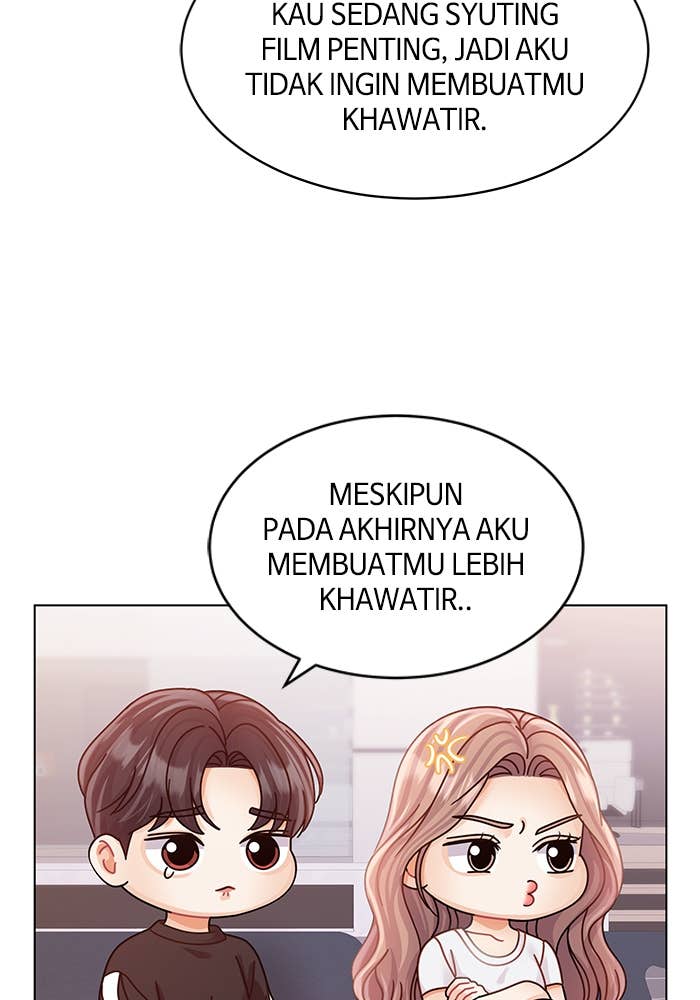 KAU SEDANG SYUTING
FILM PENTING, JADI AKU
TIDAK INGIN MEMBUATMU
KHAWATIR.
MESKIPUN
PADA AKHIRNYA AKU
MEMBUATMU LEBIH
KHAWATIR..